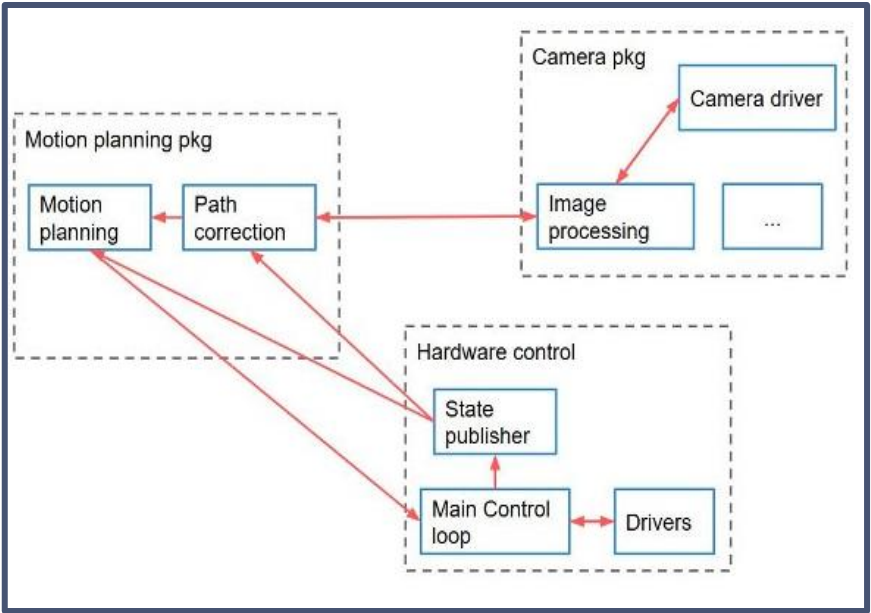 Camera pkg
Camera driver
Motion planning pkg
Motion
planning
Path
correction
Image
processing
...
Hardware control
State
publisher
Main Control
loop
Drivers